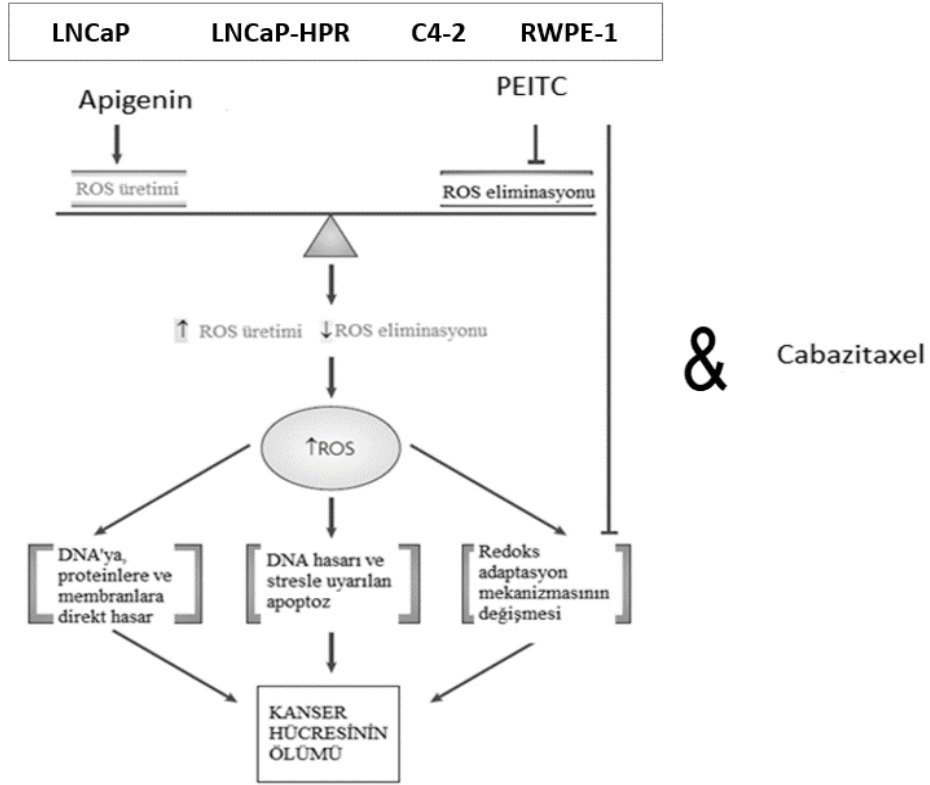 LNCaP LNCaP-HPR C4-2 RWPE-1
Apigenin
PEITC
ROS üretimi
ROS eliminasyonu
↑ ROS üretimi ↓ROS eliminasyonu
& Cabazitaxel
↑ROS
DNA'ya,
proteinlere ve
membranlara
direkt hasar
DNA hasarı ve
stresle uyarılan
apoptoz
Redoks
adaptasyon
mekanizmasının
değişmesi
KANSER
HÜCRESİNİN
ÖLÜMÜ